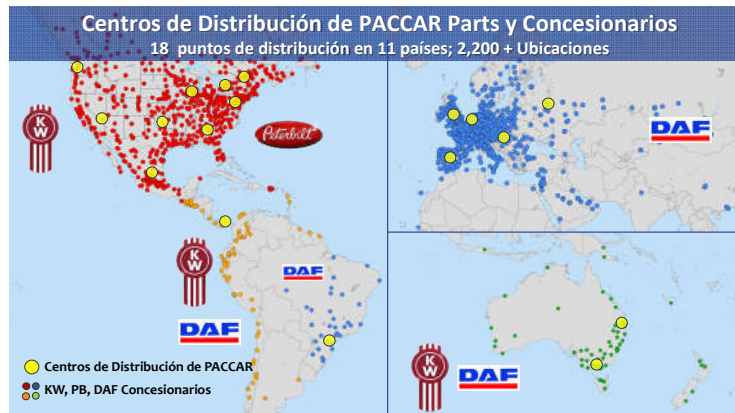 Centros de Distribución de PACCAR Parts y Concesionarios
18 puntos de distribución en 11 países; 2,200 + Ubicaciones
KW
Peterbilt
DAF
KW
DAF
DAF
Centros de Distribución de PACCAR
KW, PB, DAF Concesionarios
KW
DAF